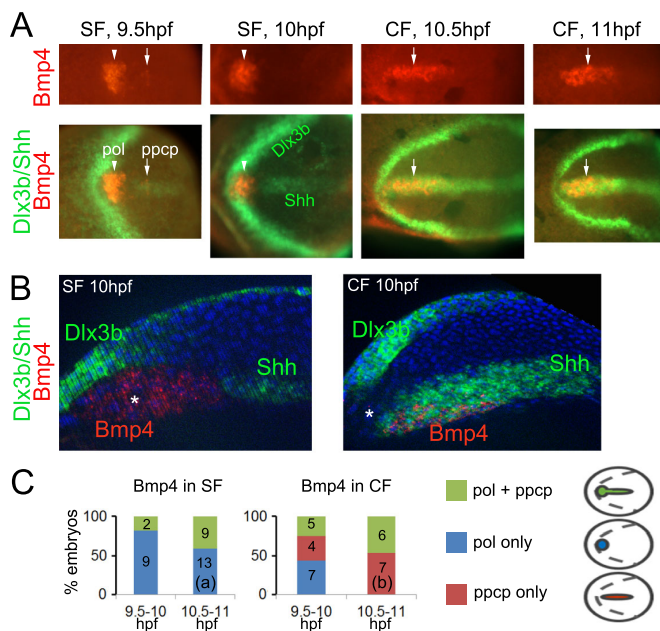 A
SF, 9.5hpf
SF, 10hpf
CF, 10.5hpf
CF, 11hpf
Bmp4
Dlx3b/Shh
Bmp4
pol
ppcp
Dlx3b
Shh
B
Dlx3b/Shh
Bmp4
SF 10hpf
Dlx3b
Shh
*
Bmp4
CF 10hpf
Dlx3b
Shh
*
Bmp4
C
Bmp4 in SF
Bmp4 in CF
% embryos
100
50
0
2
9
9
13
(a)
9.5-10
hpf
10.5-11
hpf
100
50
0
5
4
7
6
7
(b)
9.5-10
hpf
10.5-11
hpf
pol + ppcp
pol only
ppcp only